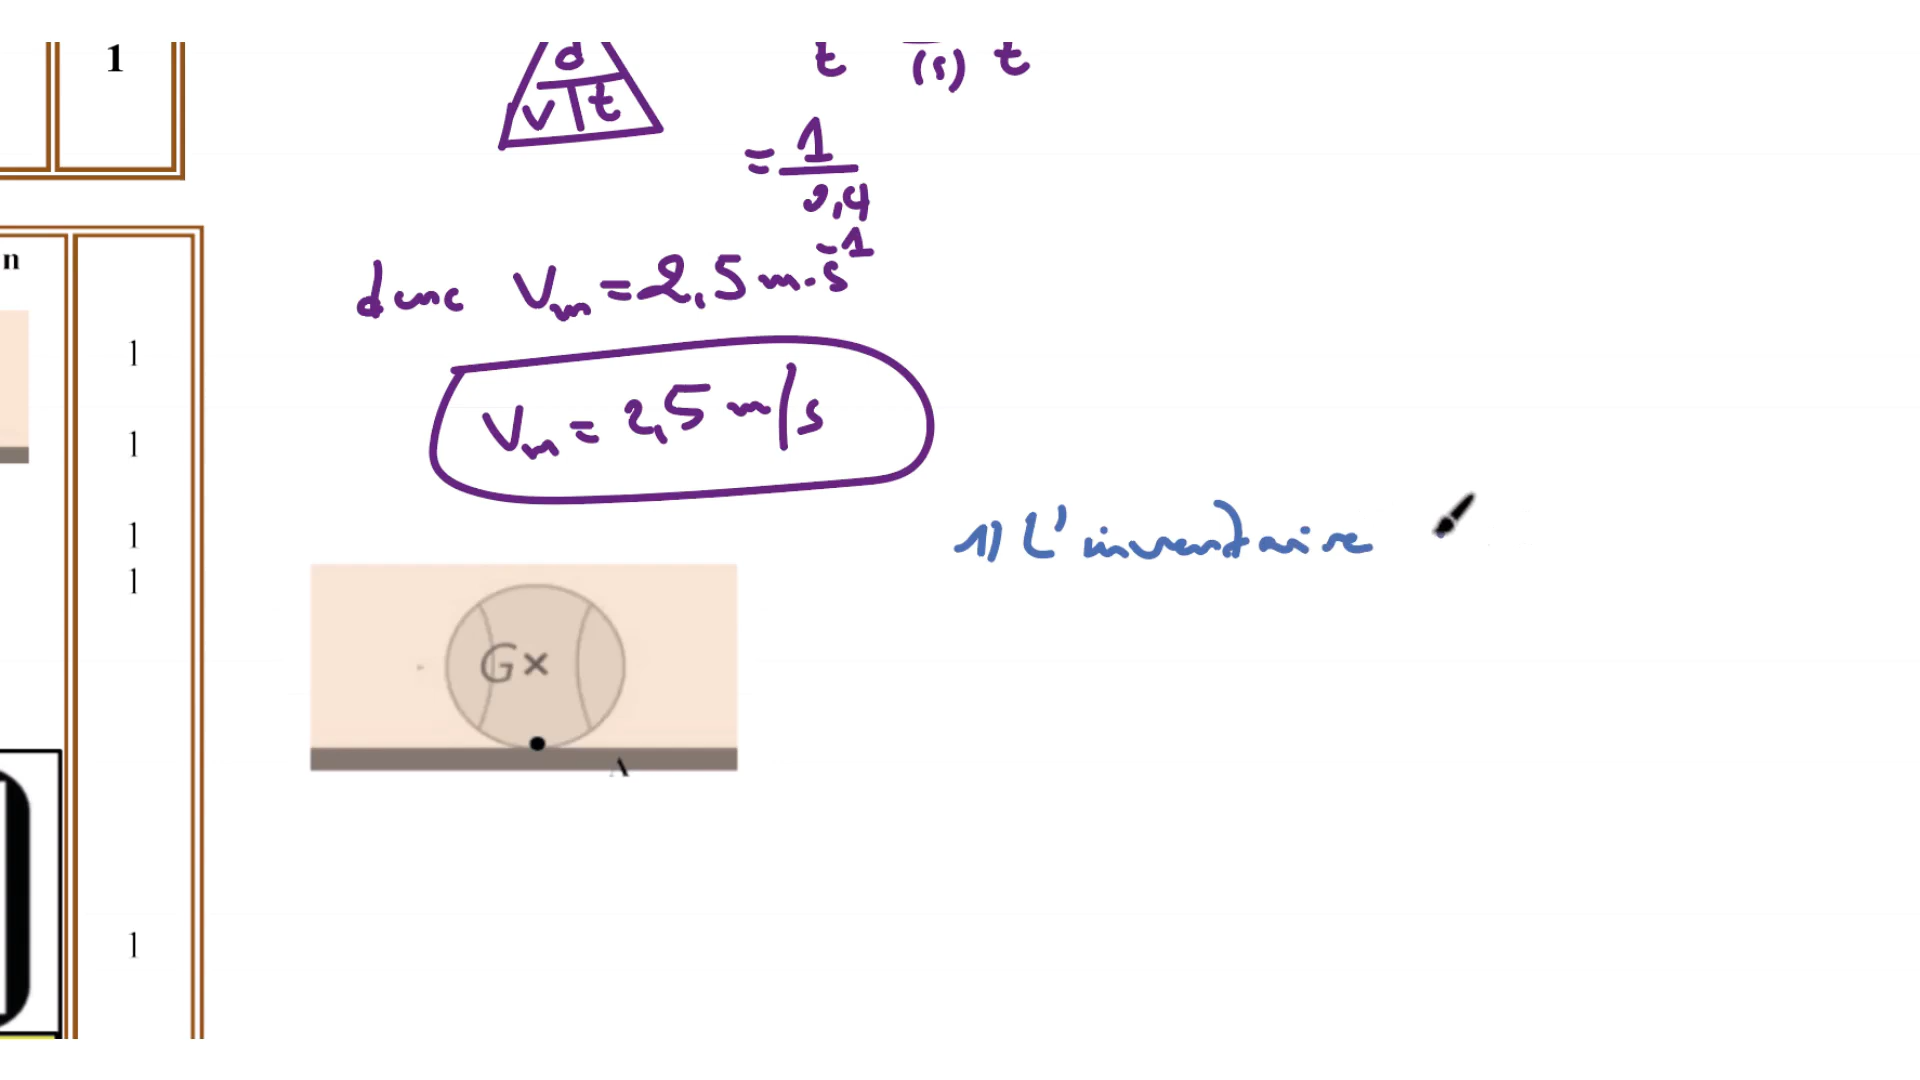 1
d
v t
t (s) t
= 1
0,4
donc Vm = 2,5 m.s⁻¹
Vm = 2,5 m/s
n
1
1
1
1
1
1) L'inventaire
G×
A